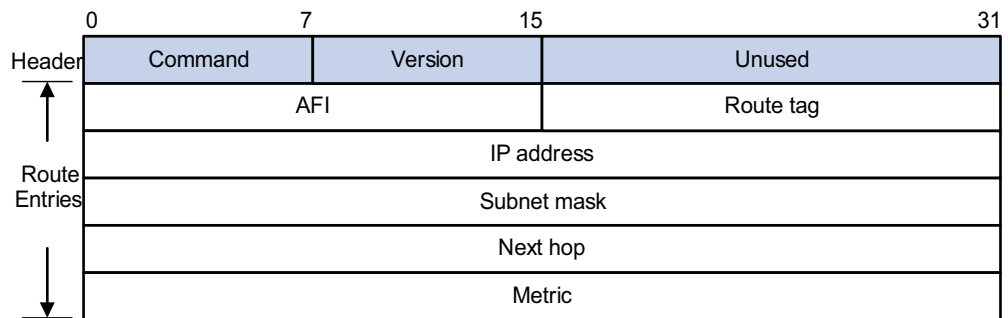 0 7 15 31
Header Command Version Unused
AFI Route tag
IP address
Route
Entries
Subnet mask
Next hop
Metric